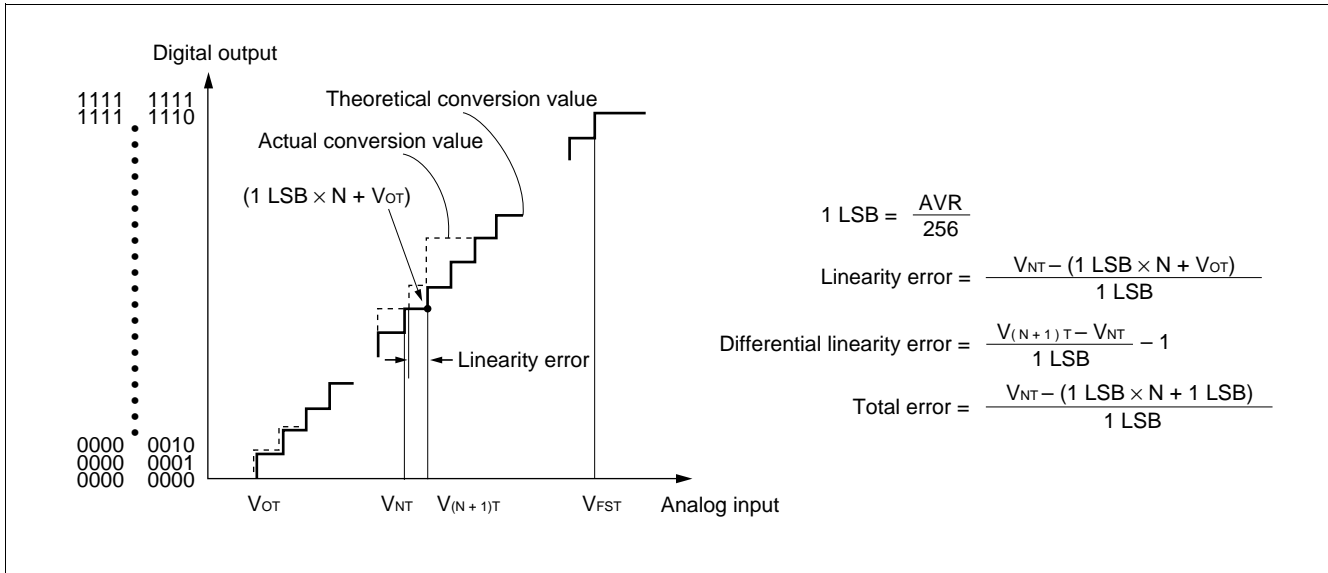 Digital output
1111 1111
1111 1110
Theoretical conversion value
Actual conversion value
(1 LSB × N + VOT)
Linearity error
0000 0010
0000 0001
0000 0000
VOT VNT V(N + 1)T VFST Analog input
1 LSB = AVR / 256
Linearity error = VNT – (1 LSB × N + VOT) / 1 LSB
Differential linearity error = V(N + 1)T – VNT / 1 LSB – 1
Total error = VNT – (1 LSB × N + 1 LSB) / 1 LSB